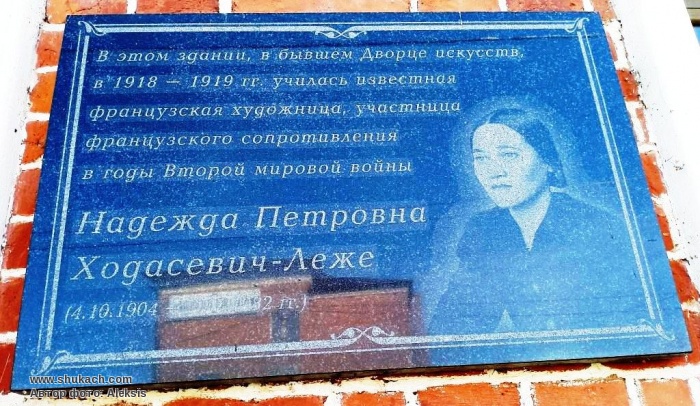 В этом здании, в бывшем Дворце искусств,
в 1918 — 1919 гг. училась известная
французская художница, участница
французского сопротивления
в годы Второй мировой войны
Надежда Петровна
Ходасевич-Леже
(4.10.1904 2 гг.)
www.shukach.com
* Автор фото: Aleksis